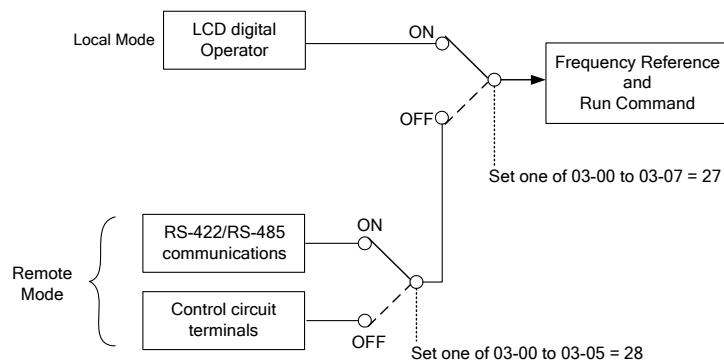 Local Mode
LCD digital
Operator
ON
Frequency Reference
and
Run Command
OFF
Set one of 03-00 to 03-07 = 27
Remote
Mode
RS-422/RS-485
communications
ON
Control circuit
terminals
OFF
Set one of 03-00 to 03-05 = 28